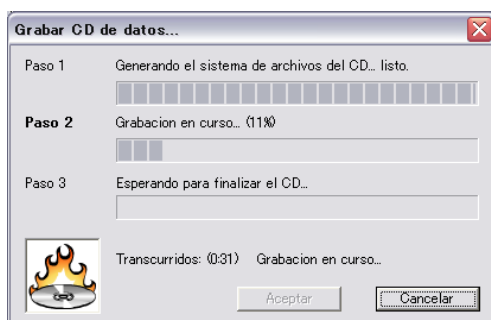 Grabar CD de datos...
Paso 1 Generando el sistema de archivos del CD... listo.
Paso 2 Grabacion en curso... (11%)
Paso 3 Esperando para finalizar el CD...
Transcurridos: (0:31) Grabacion en curso...
Aceptar Cancelar